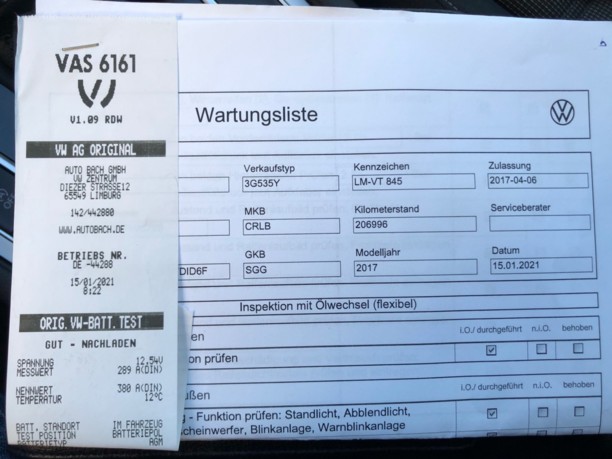 VAS 6161
V1.09 RDW
VW AG ORIGINAL
AUTO BACH GMBH
VW ZENTRUM
DIEZER STRASSE12
65549 LIMBURG
142/442880
WWW.AUTOBACH.DE
BETRIEBS NR.
DE -44288
15/01/2021
8:22
ORIG.VW-BATT.TEST
GUT - NACHLADEN
SPANNUNG 12.54V
MESSWERT 289 A(DIN)
NENNWERT 380 A(DIN)
TEMPERATUR 12°C
BATT. STANDORT IM FAHRZEUG
TEST POSITION BATTERIEPOL
BATTERIETYP AGM
Wartungsliste
Verkaufstyp Kennzeichen Zulassung
3G535Y LM-VT 845 2017-04-06
MKB Kilometerstand Serviceberater
CRLB 206996
GKB Modelljahr Datum
DID6F SGG 2017 15.01.2021
Inspektion mit Ölwechsel (flexibel)
en i.O./ durchgeführt n.i.O. behoben
on prüfen
ußen i.O./ durchgeführt n.i.O. behoben
g - Funktion prüfen: Standlicht, Abblendlicht,
cheinwerfer, Blinkanlage, Warnblinkanlage